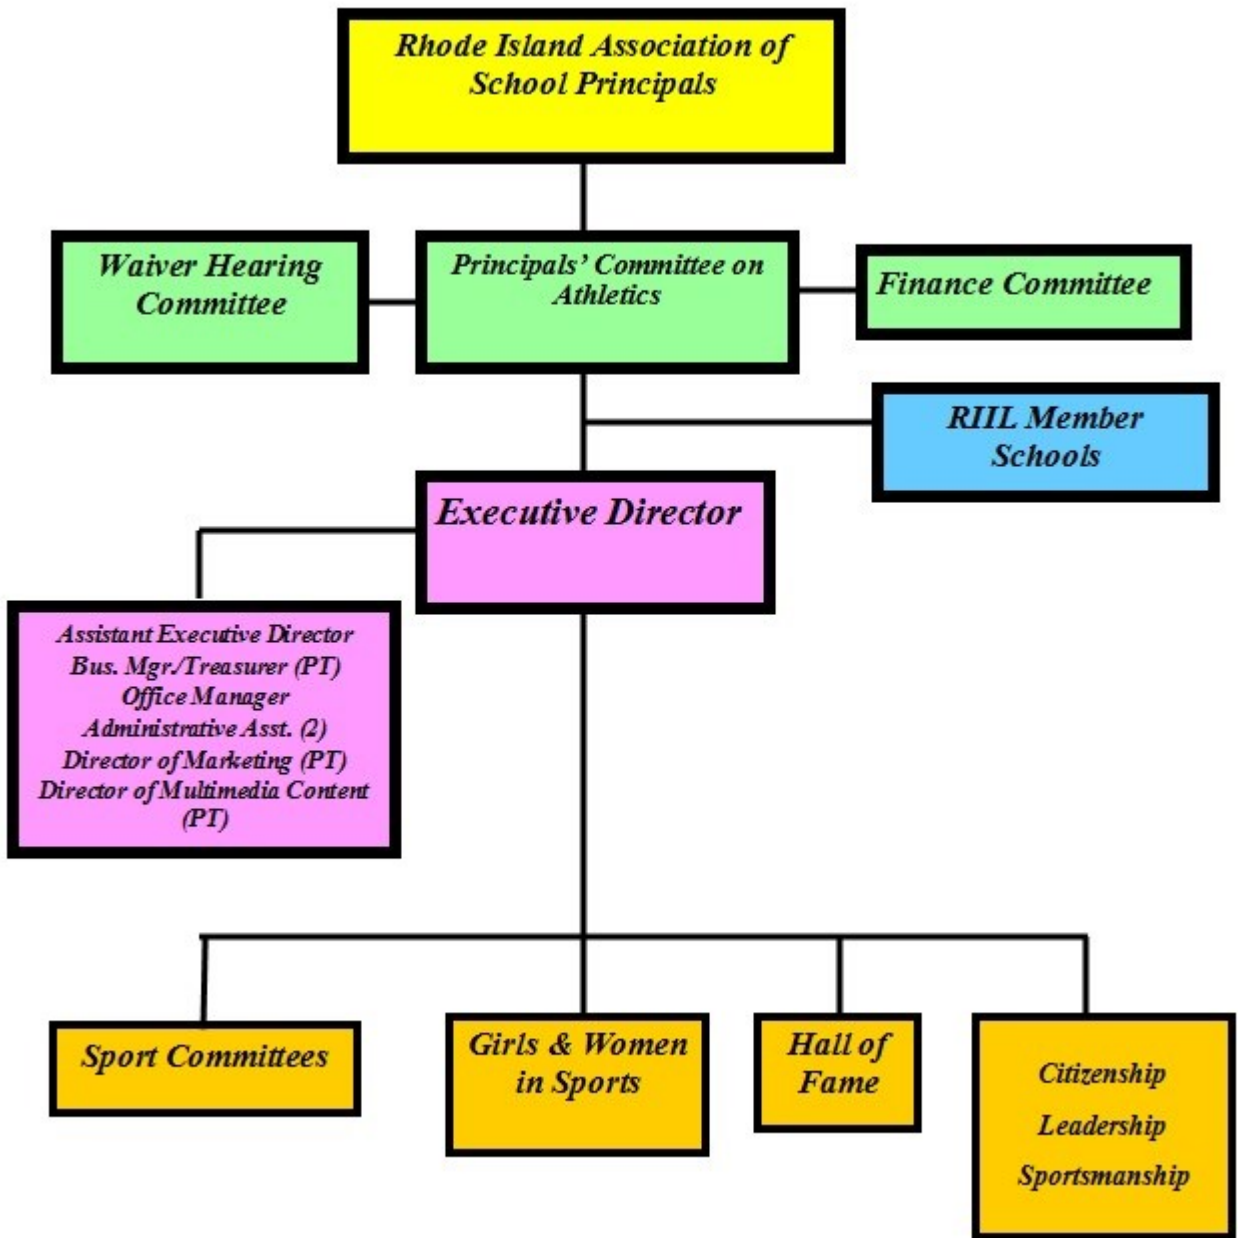 Rhode Island Association of
School Principals
Waiver Hearing
Committee
Principals’ Committee on
Athletics
Finance Committee
RIIL Member
Schools
Executive Director
Assistant Executive Director
Bus. Mgr./Treasurer (PT)
Office Manager
Administrative Asst. (2)
Director of Marketing (PT)
Director of Multimedia Content
(PT)
Sport Committees
Girls & Women
in Sports
Hall of
Fame
Citizenship
Leadership
Sportsmanship